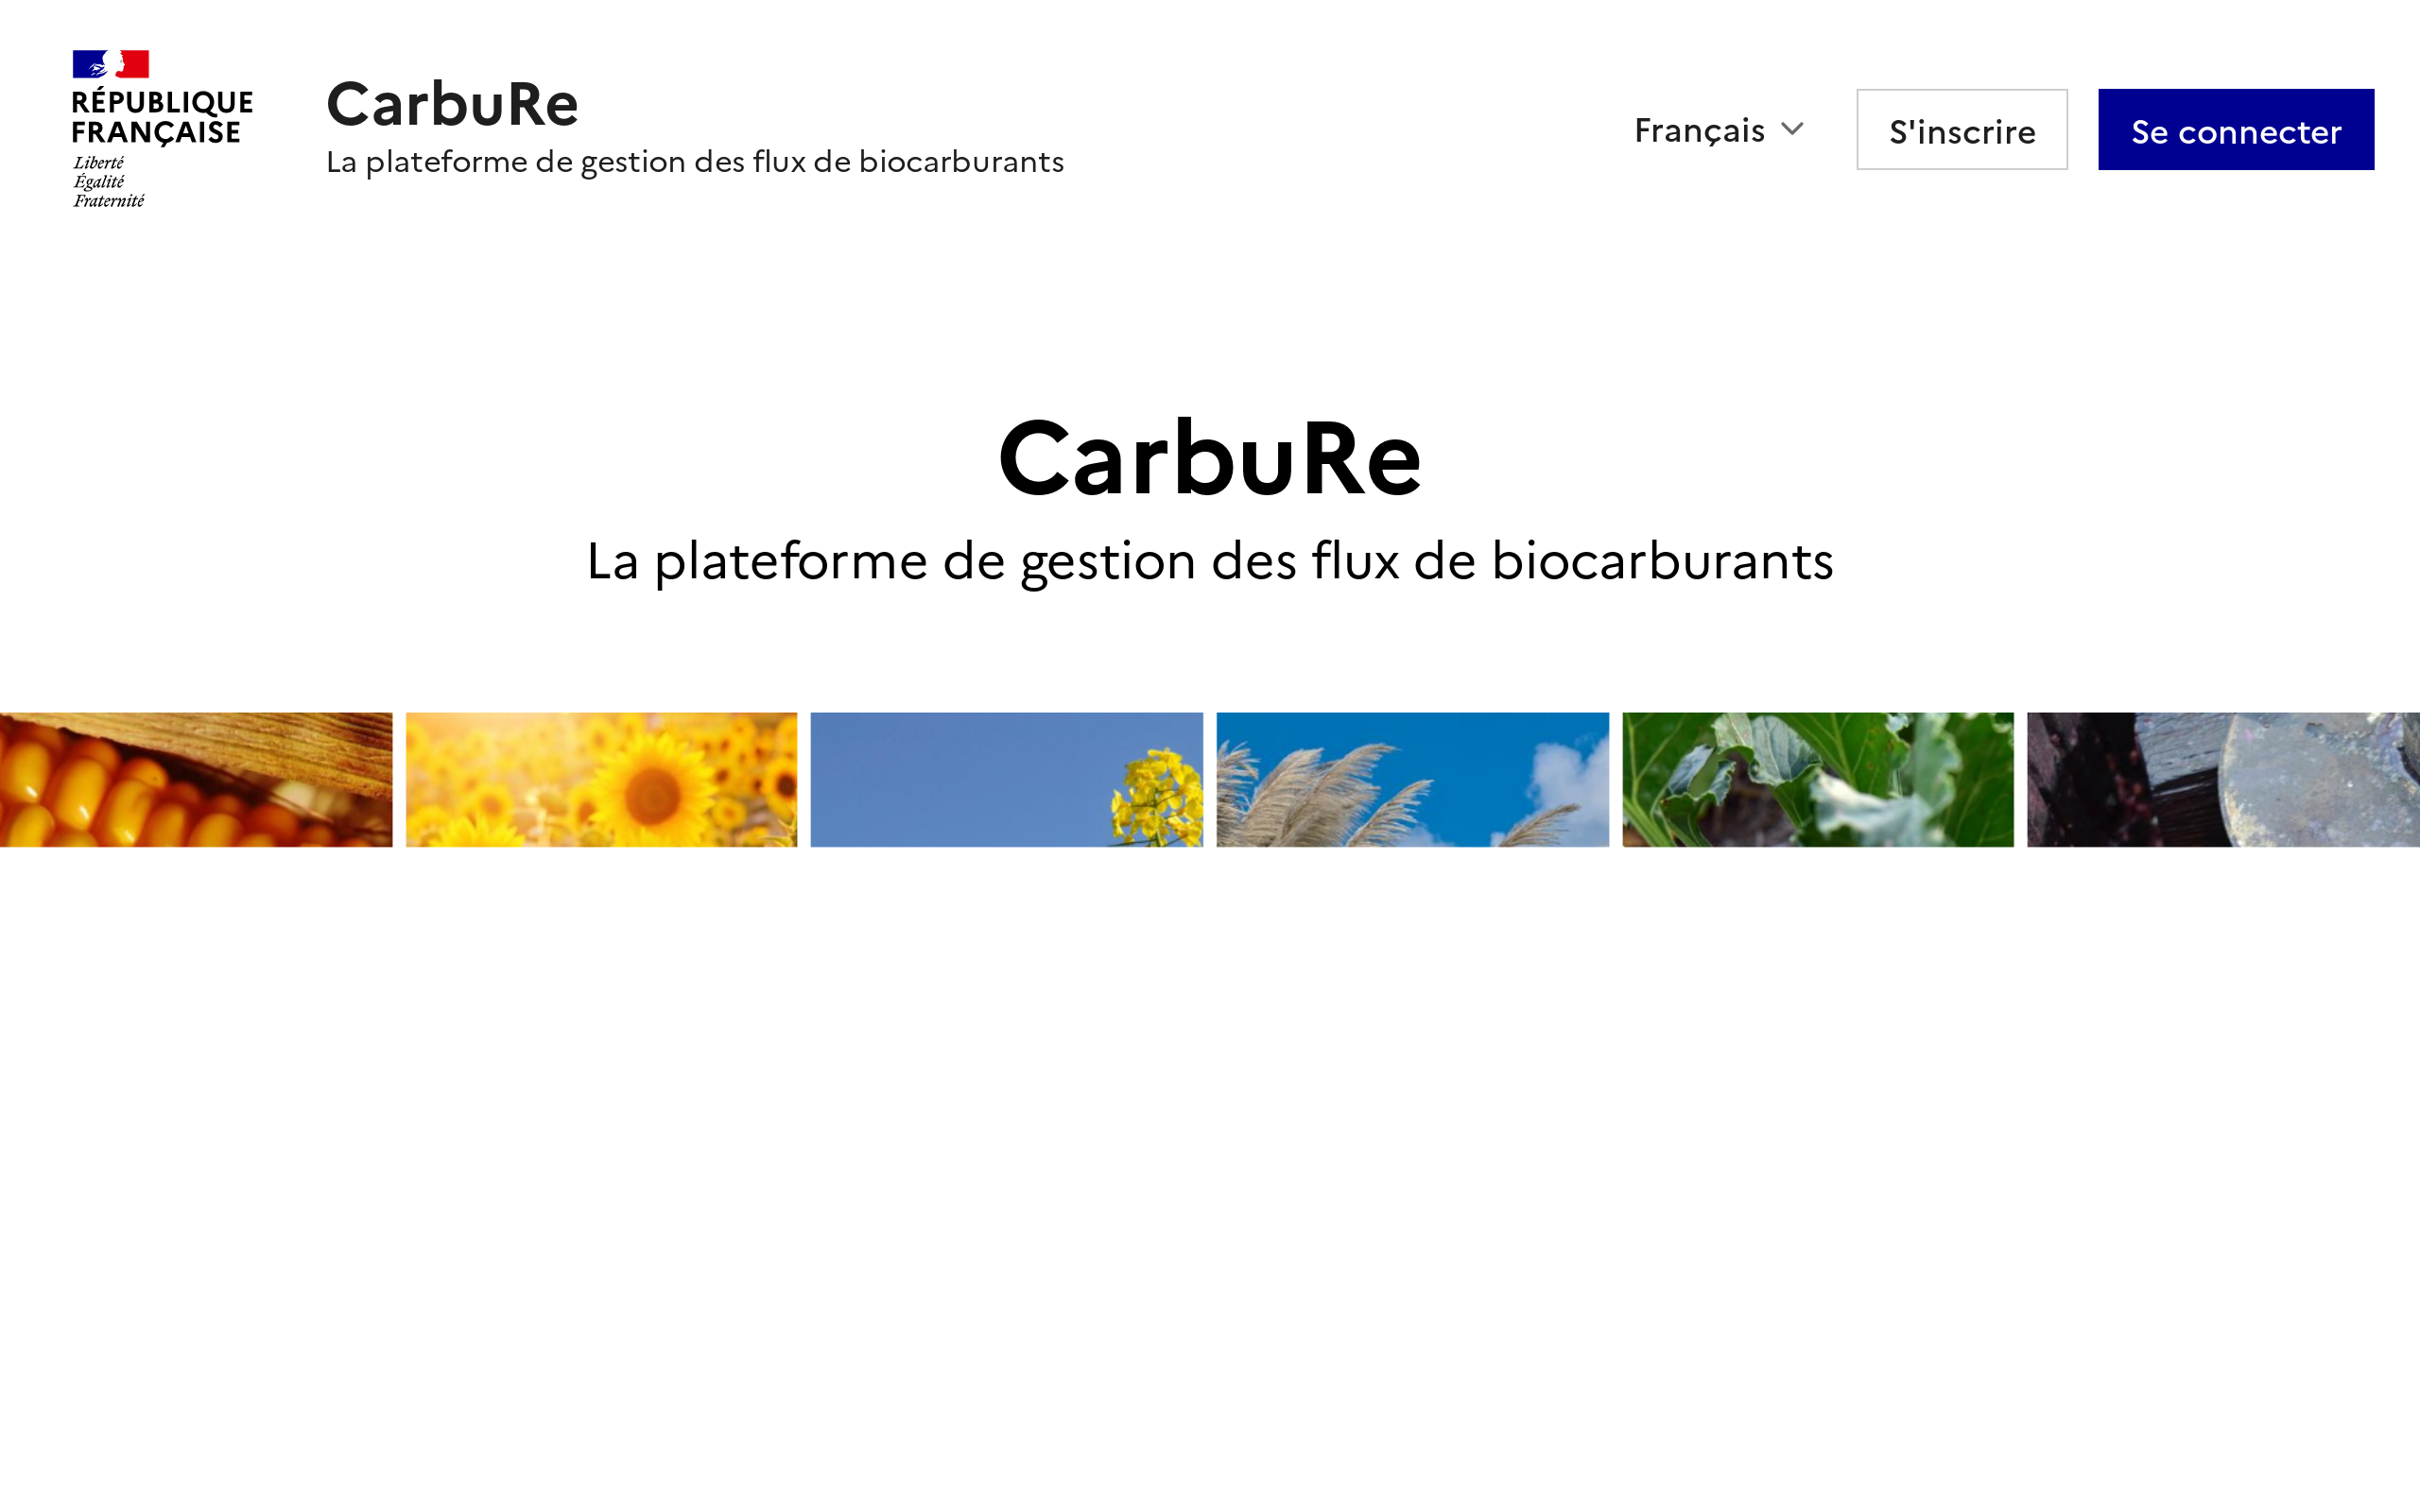 RÉPUBLIQUE
FRANÇAISE
Liberté
Égalité
Fraternité
CarbuRe
La plateforme de gestion des flux de biocarburants
Français
S'inscrire
Se connecter
CarbuRe
La plateforme de gestion des flux de biocarburants